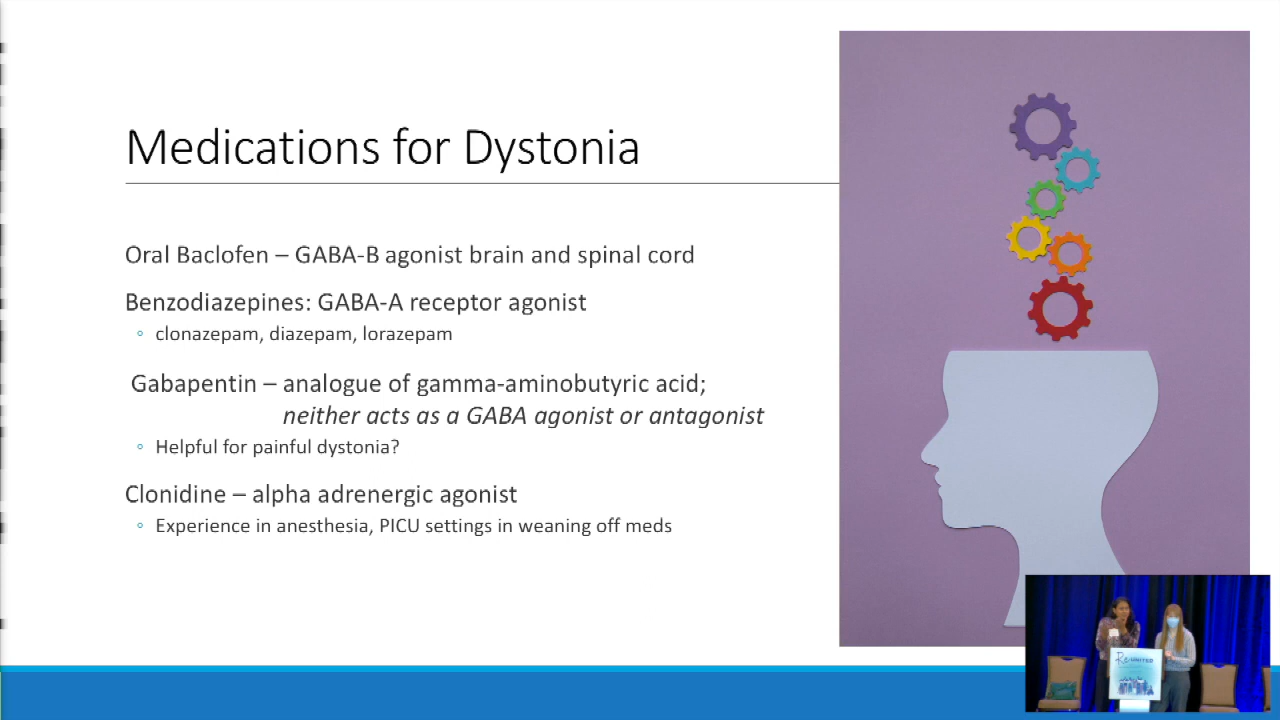 Medications for Dystonia
Oral Baclofen – GABA-B agonist brain and spinal cord
Benzodiazepines: GABA-A receptor agonist
◦ clonazepam, diazepam, lorazepam
Gabapentin – analogue of gamma-aminobutyric acid;
neither acts as a GABA agonist or antagonist
◦ Helpful for painful dystonia?
Clonidine – alpha adrenergic agonist
◦ Experience in anesthesia, PICU settings in weaning off meds
Re-UNITED